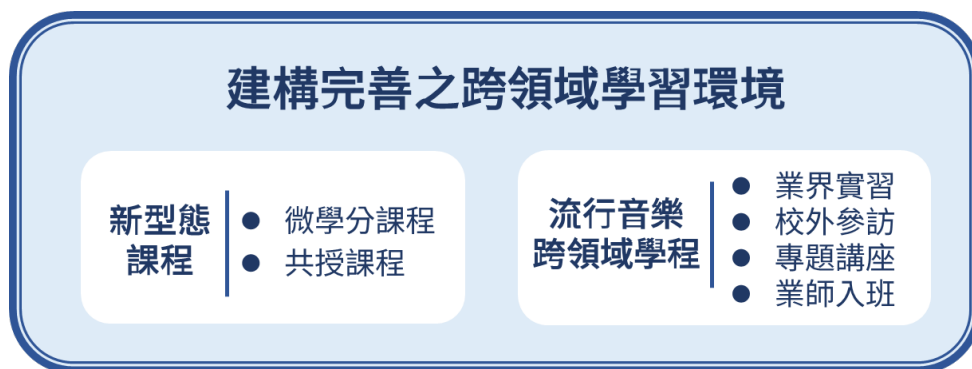 建構完善之跨領域學習環境
新型態
課程
● 微學分課程
● 共授課程
流行音樂
跨領域學程
● 業界實習
● 校外參訪
● 專題講座
● 業師入班